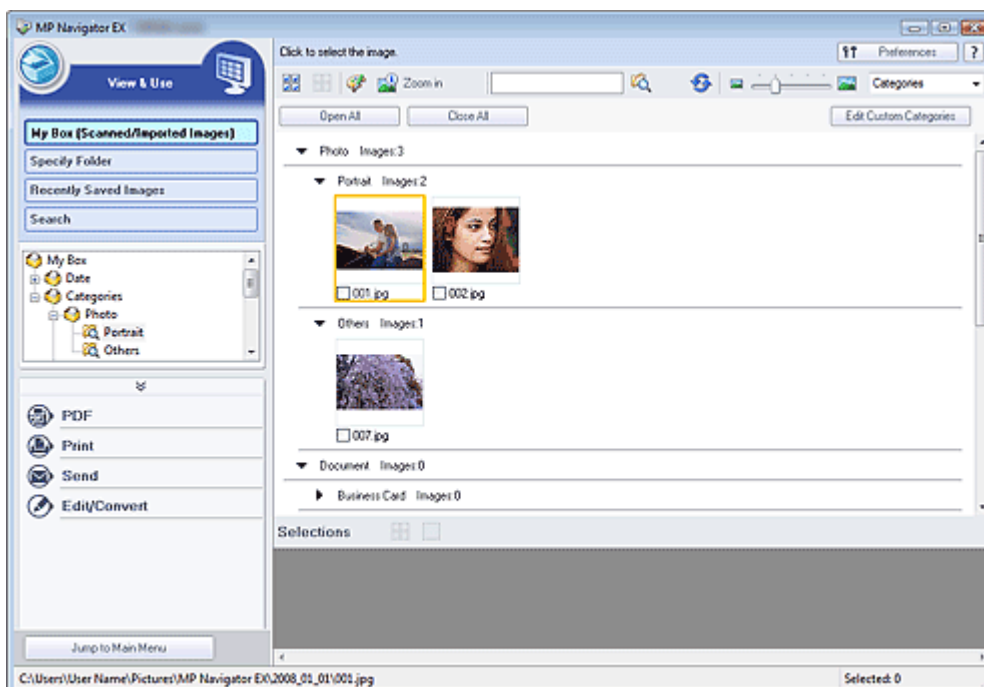 MP Navigator EX
View & Use
My Box (Scanned/Imported Images)
Specify Folder
Recently Saved Images
Search
My Box
Date
Categories
Photo
Portrait
Others
PDF
Print
Send
Edit/Convert
Jump to Main Menu
Click to select the image.
Preferences
?
Zoom in
Categories
Open All
Close All
Edit Custom Categories
Photo Images:3
Portrait Images:2
001.jpg
002.jpg
Others Images:1
007.jpg
Document Images:0
Business Card Images:0
Selections
C:\Users\User Name\Pictures\MP Navigator EX\2008_01_01\001.jpg
Selected: 0